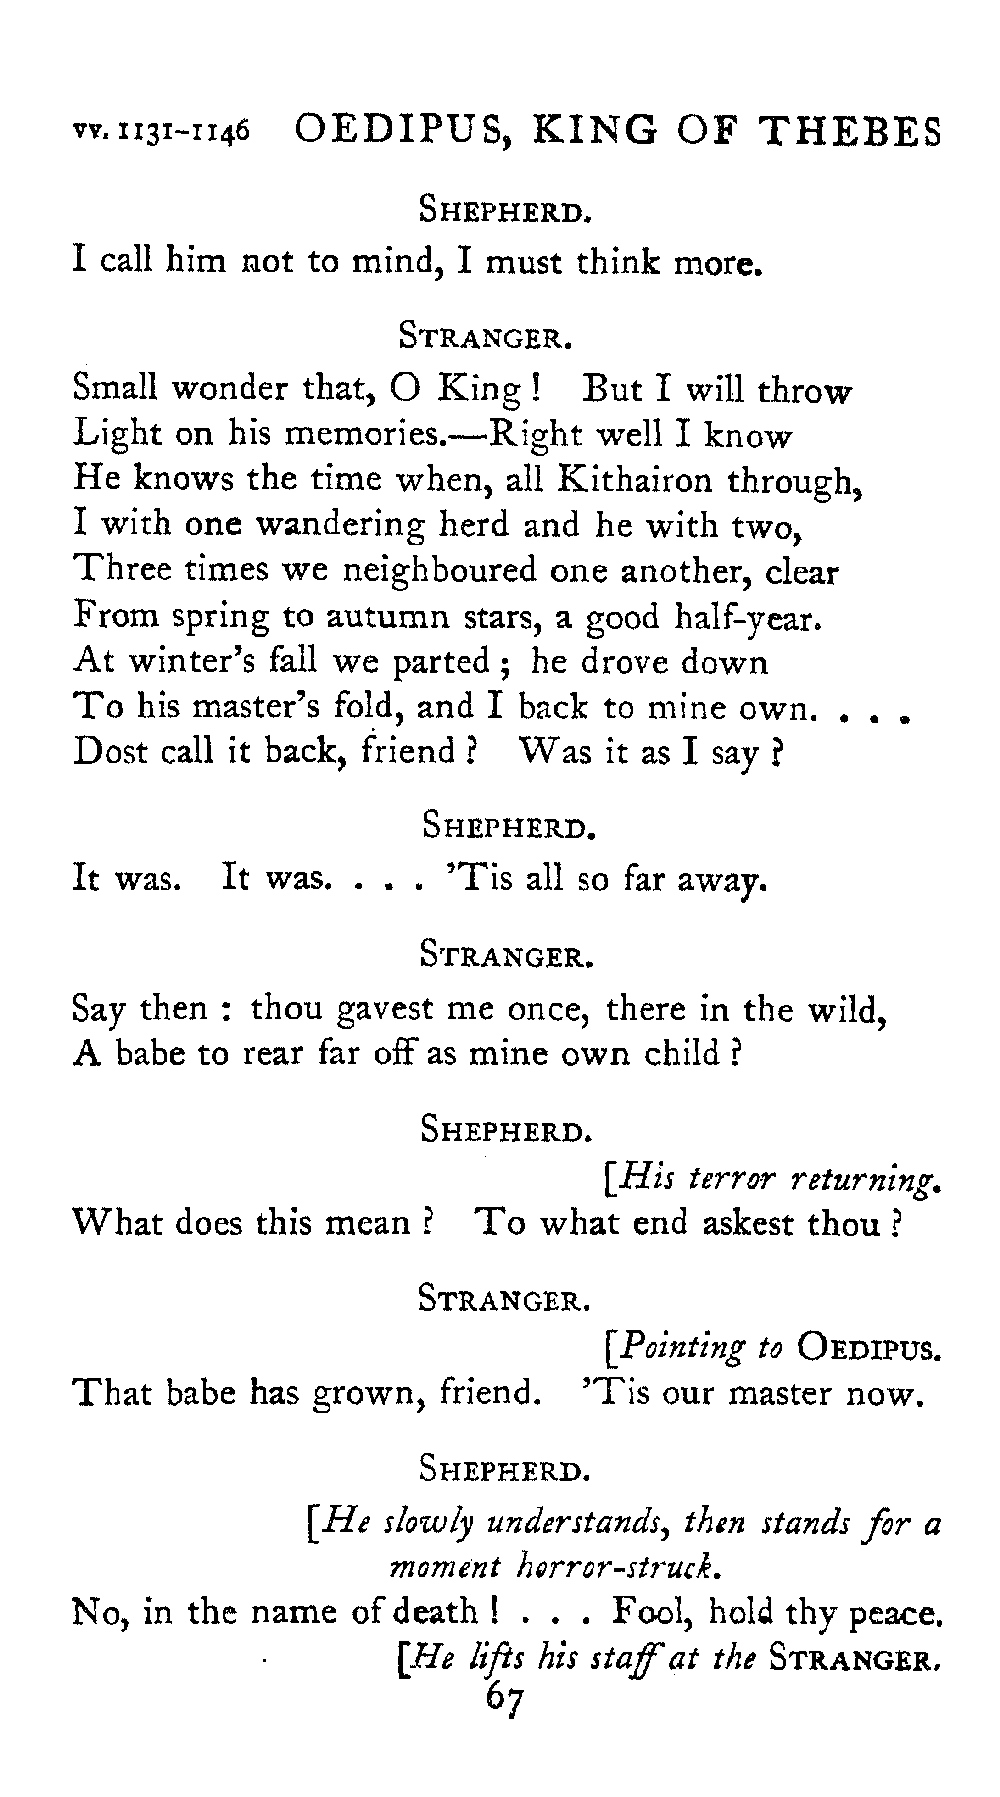 vv. 1131-1146 OEDIPUS, KING OF THEBES
SHEPHERD.
I call him not to mind, I must think more.
STRANGER.
Small wonder that, O King! But I will throw
Light on his memories.—Right well I know
He knows the time when, all Kithairon through,
I with one wandering herd and he with two,
Three times we neighboured one another, clear
From spring to autumn stars, a good half-year.
At winter's fall we parted; he drove down
To his master's fold, and I back to mine own. . . .
Dost call it back, friend? Was it as I say?
SHEPHERD.
It was. It was. . . . 'Tis all so far away.
STRANGER.
Say then: thou gavest me once, there in the wild,
A babe to rear far off as mine own child?
SHEPHERD.
[His terror returning.
What does this mean? To what end askest thou?
STRANGER.
[Pointing to OEDIPUS.
That babe has grown, friend. 'Tis our master now.
SHEPHERD.
[He slowly understands, then stands for a
moment horror-struck.
No, in the name of death! . . . Fool, hold thy peace.
[He lifts his staff at the STRANGER.
67